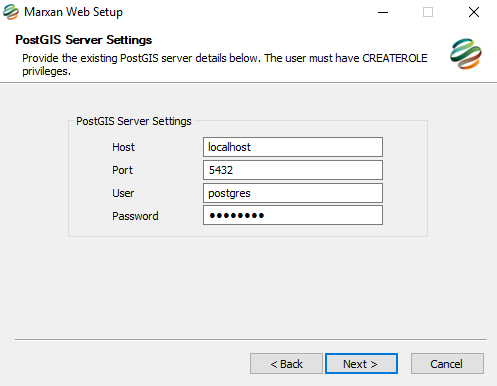 Marxan Web Setup
PostGIS Server Settings
Provide the existing PostGIS server details below. The user must have CREATEROLE
privileges.
PostGIS Server Settings
Host localhost
Port 5432
User postgres
Password ●●●●●●●●
< Back Next > Cancel